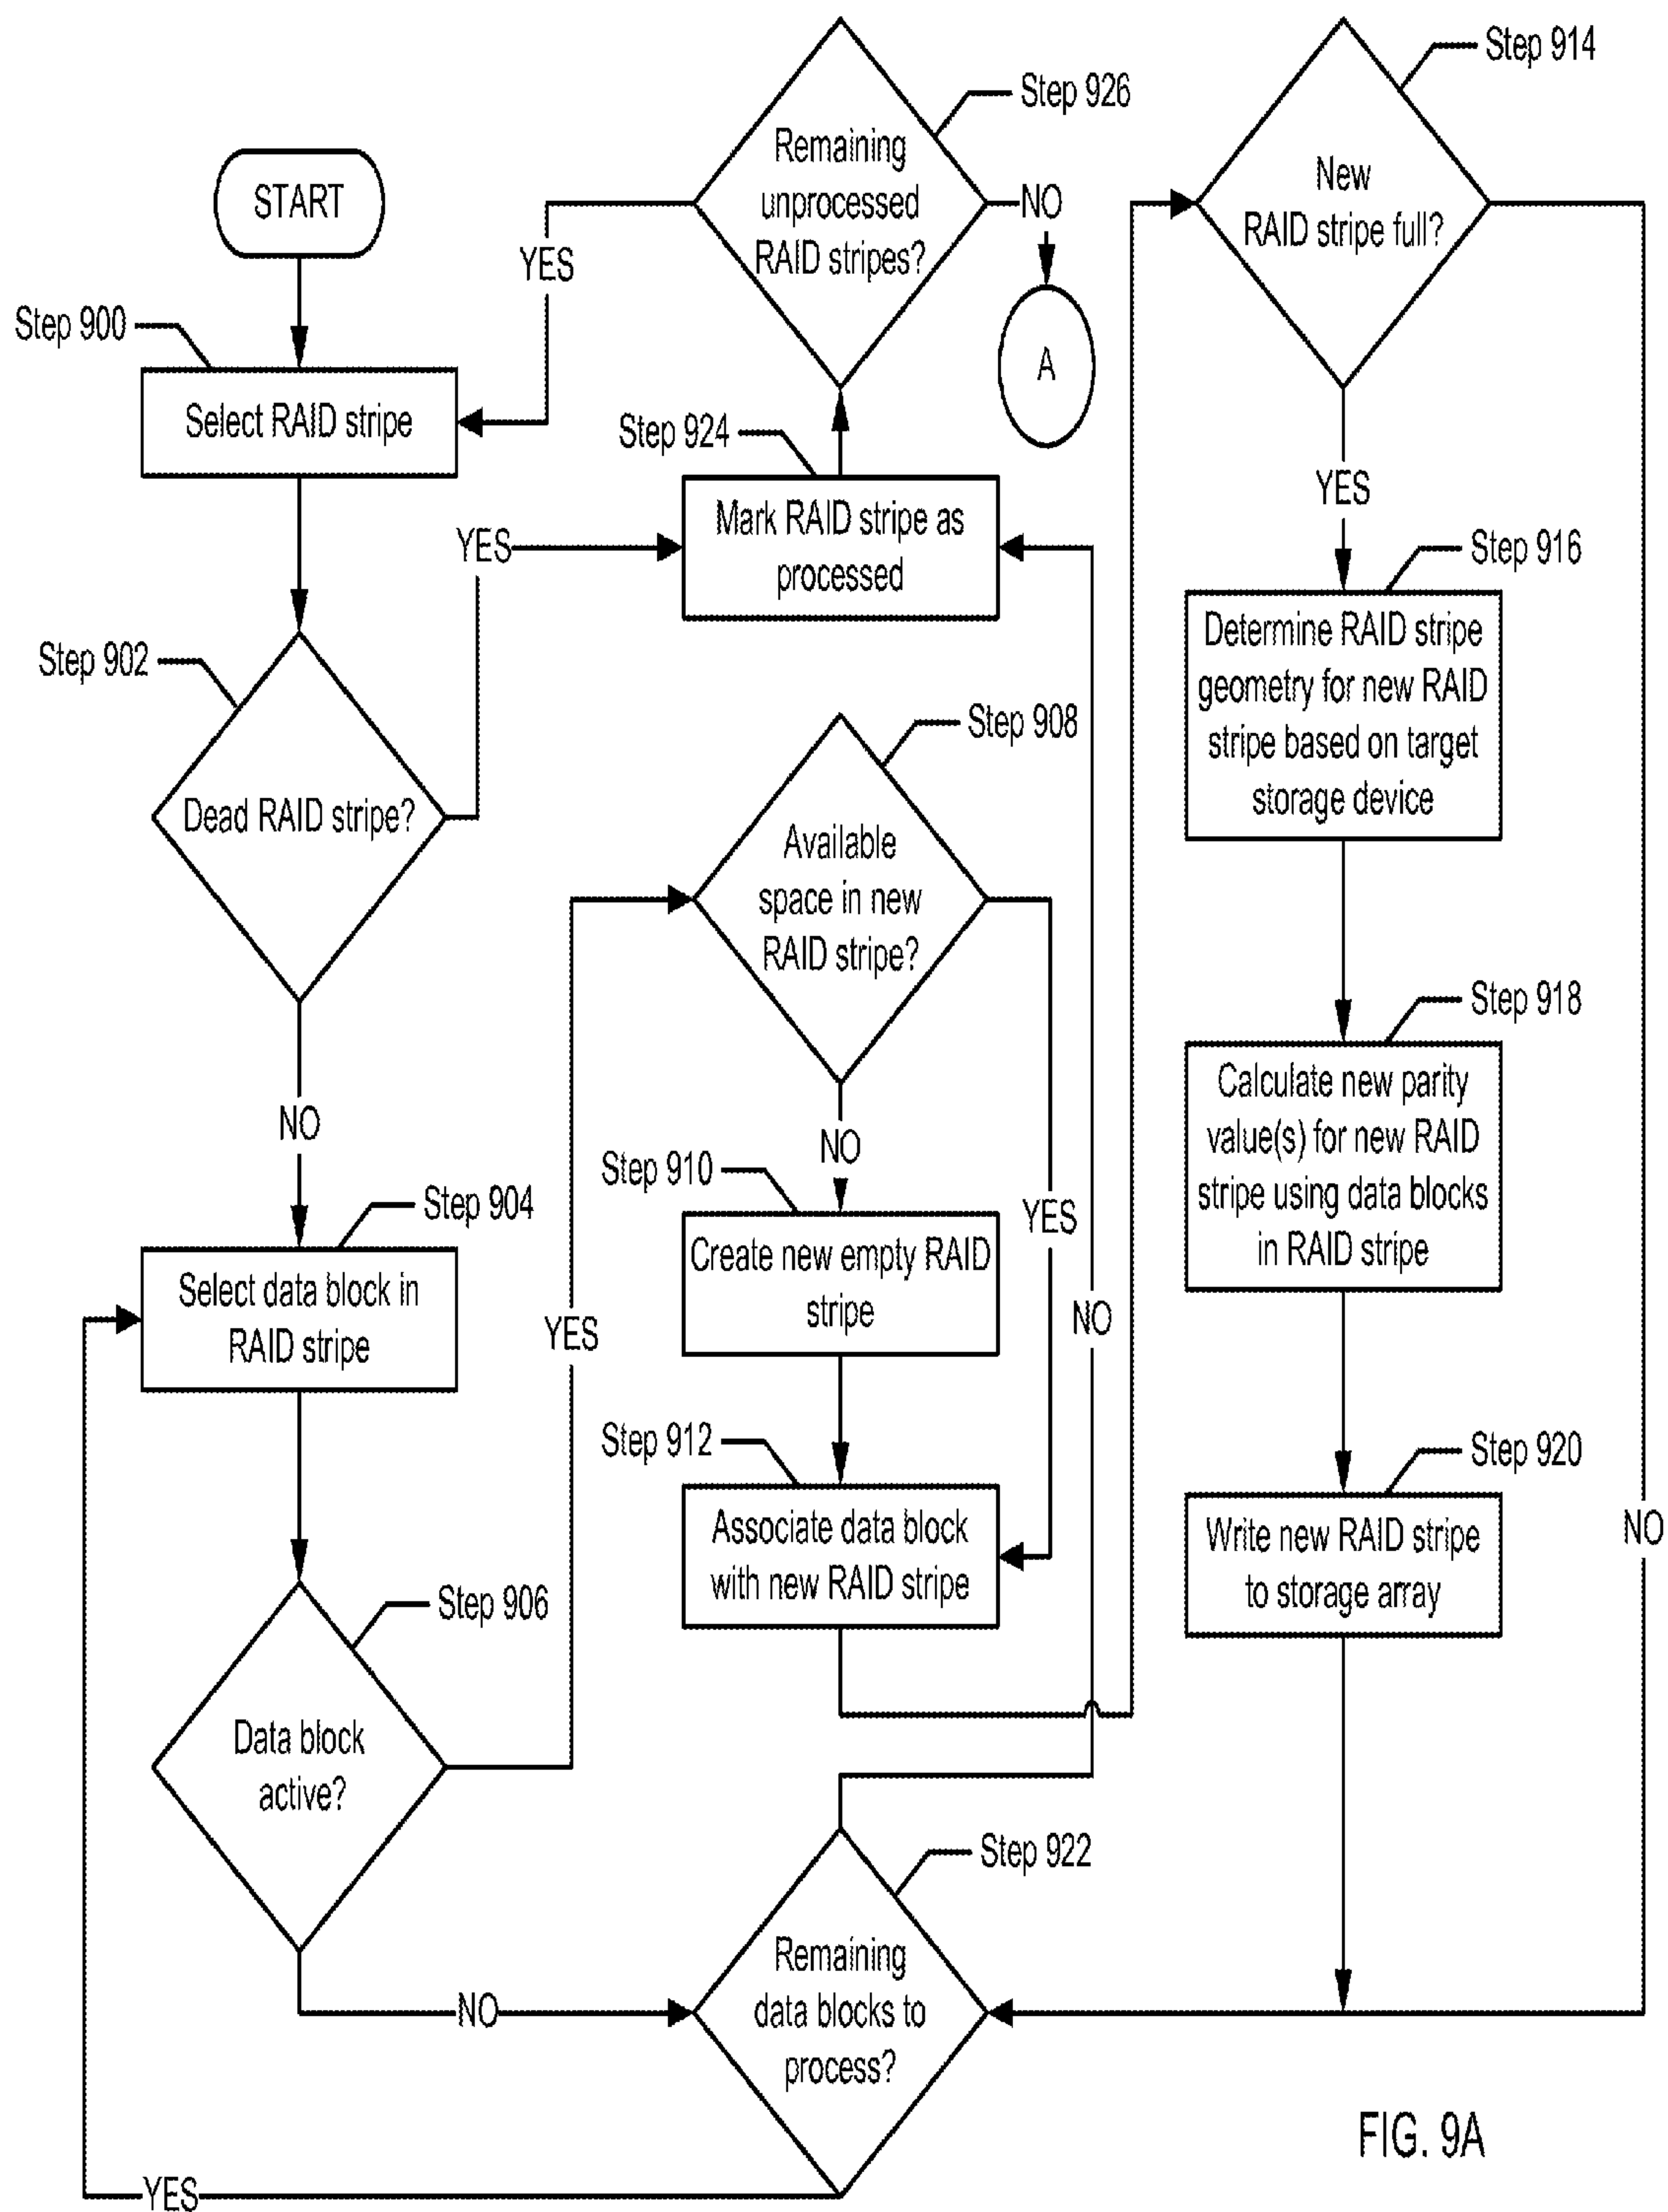 START
Step 900
Select RAID stripe
Step 902
Dead RAID stripe?
YES
NO
Step 904
Select data block in
RAID stripe
Step 906
Data block
active?
YES
NO
Step 926
Remaining
unprocessed
RAID stripes?
YES
NO
A
Step 924
Mark RAID stripe as
processed
Step 908
Available
space in new
RAID stripe?
NO
YES
Step 910
Create new empty RAID
stripe
Step 912
Associate data block
with new RAID stripe
NO
Step 922
Remaining
data blocks to
process?
YES
Step 914
New
RAID stripe full?
YES
Step 916
Determine RAID stripe
geometry for new RAID
stripe based on target
storage device
Step 918
Calculate new parity
value(s) for new RAID
stripe using data blocks
in RAID stripe
Step 920
Write new RAID stripe
to storage array
NO
FIG. 9A